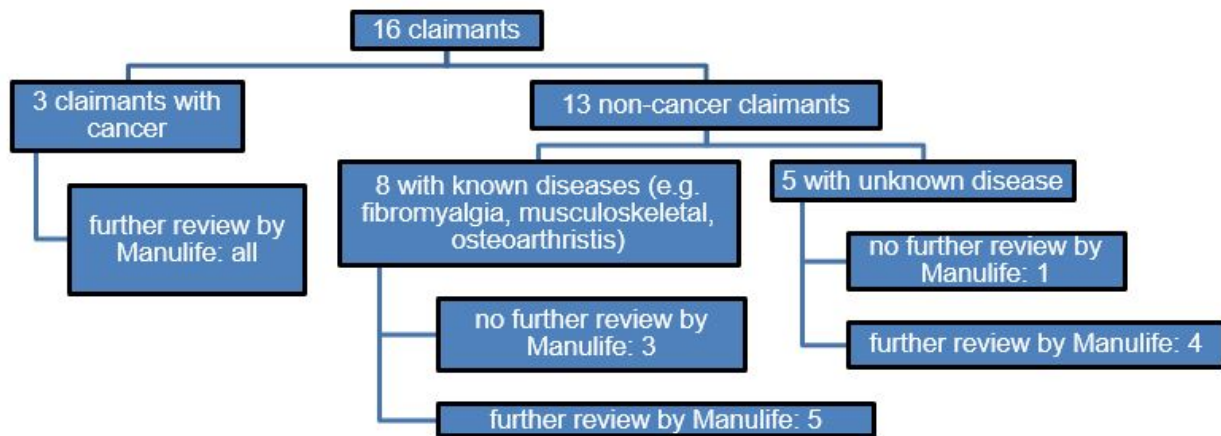 16 claimants
3 claimants with
cancer
13 non-cancer claimants
further review by
Manulife: all
8 with known diseases (e.g.
fibromyalgia, musculoskeletal,
osteoarthristis)
5 with unknown disease
no further review by
Manulife: 3
further review by Manulife: 5
no further review by
Manulife: 1
further review by Manulife: 4